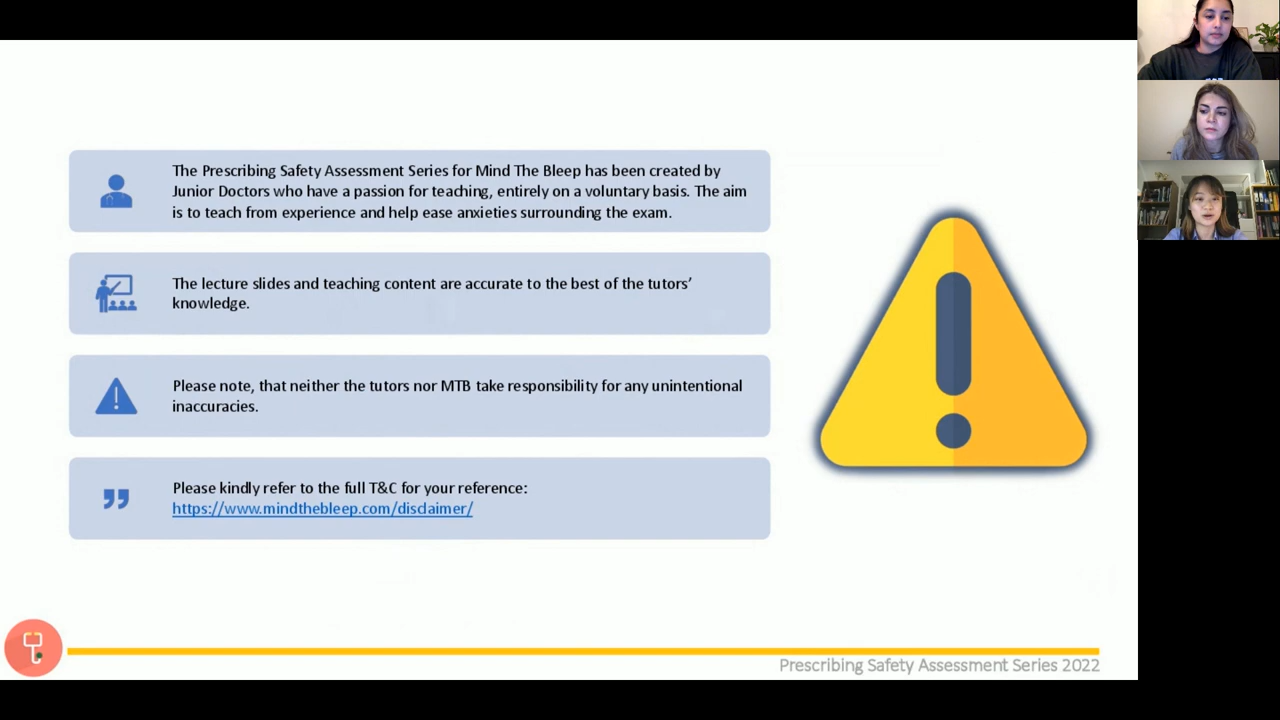 The Prescribing Safety Assessment Series for Mind The Bleep has been created by
Junior Doctors who have a passion for teaching, entirely on a voluntary basis. The aim
is to teach from experience and help ease anxieties surrounding the exam.
The lecture slides and teaching content are accurate to the best of the tutors’
knowledge.
Please note, that neither the tutors nor MTB take responsibility for any unintentional
inaccuracies.
Please kindly refer to the full T&C for your reference:
https://www.mindthebleep.com/disclaimer/
Prescribing Safety Assessment Series 2022